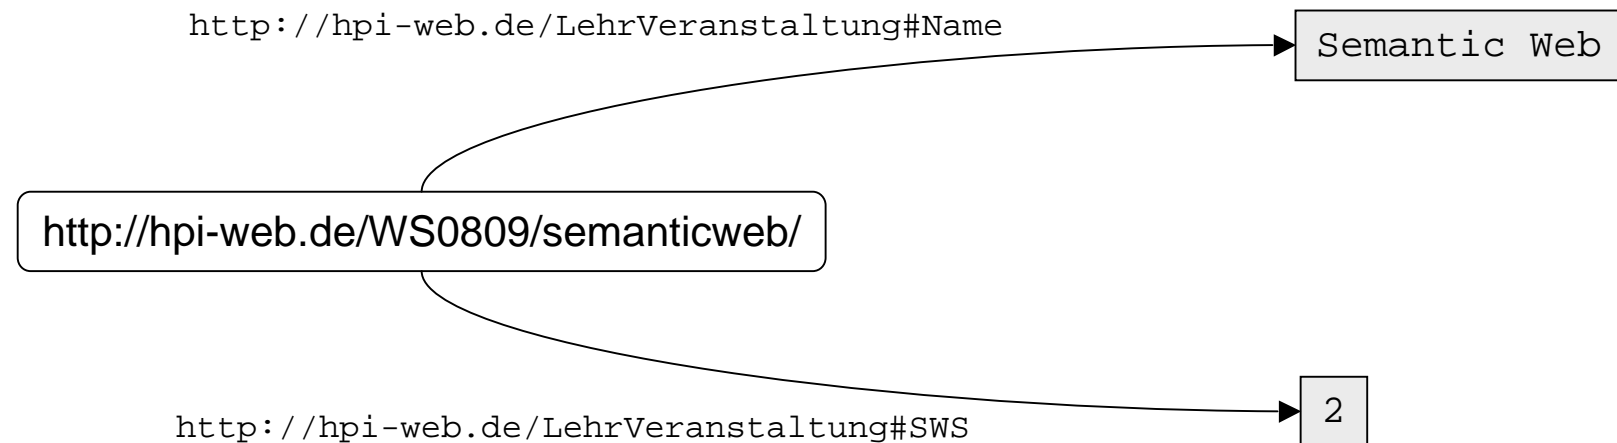 http://hpi-web.de/LehrVeranstaltung#Name
Semantic Web
http://hpi-web.de/WS0809/semanticweb/
2
http://hpi-web.de/LehrVeranstaltung#SWS